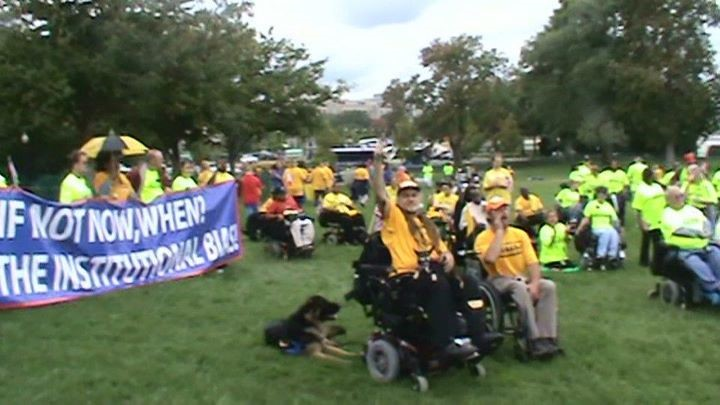 IF NOT NOW, WHEN?
THE INSTITUTIONAL BIAS!